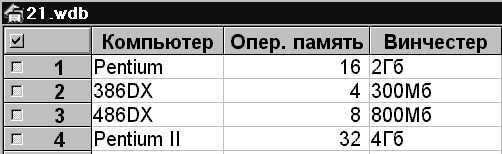 21.wdb
Компьютер Опер. память Винчестер
1 Pentium 16 2Гб
2 386DX 4 300Мб
3 486DX 8 800Мб
4 Pentium II 32 4Гб